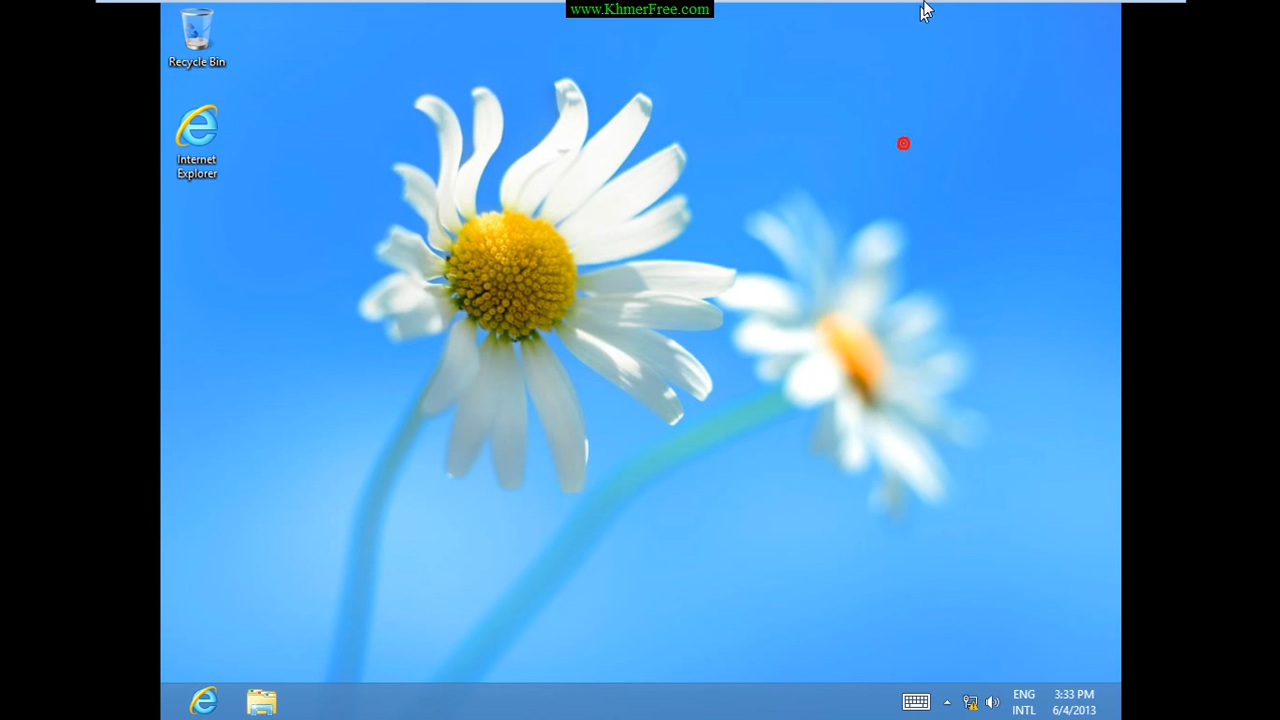 www.KhmerFree.com
Recycle Bin
Internet
Explorer
ENG
INTL
3:33 PM
6/4/2013